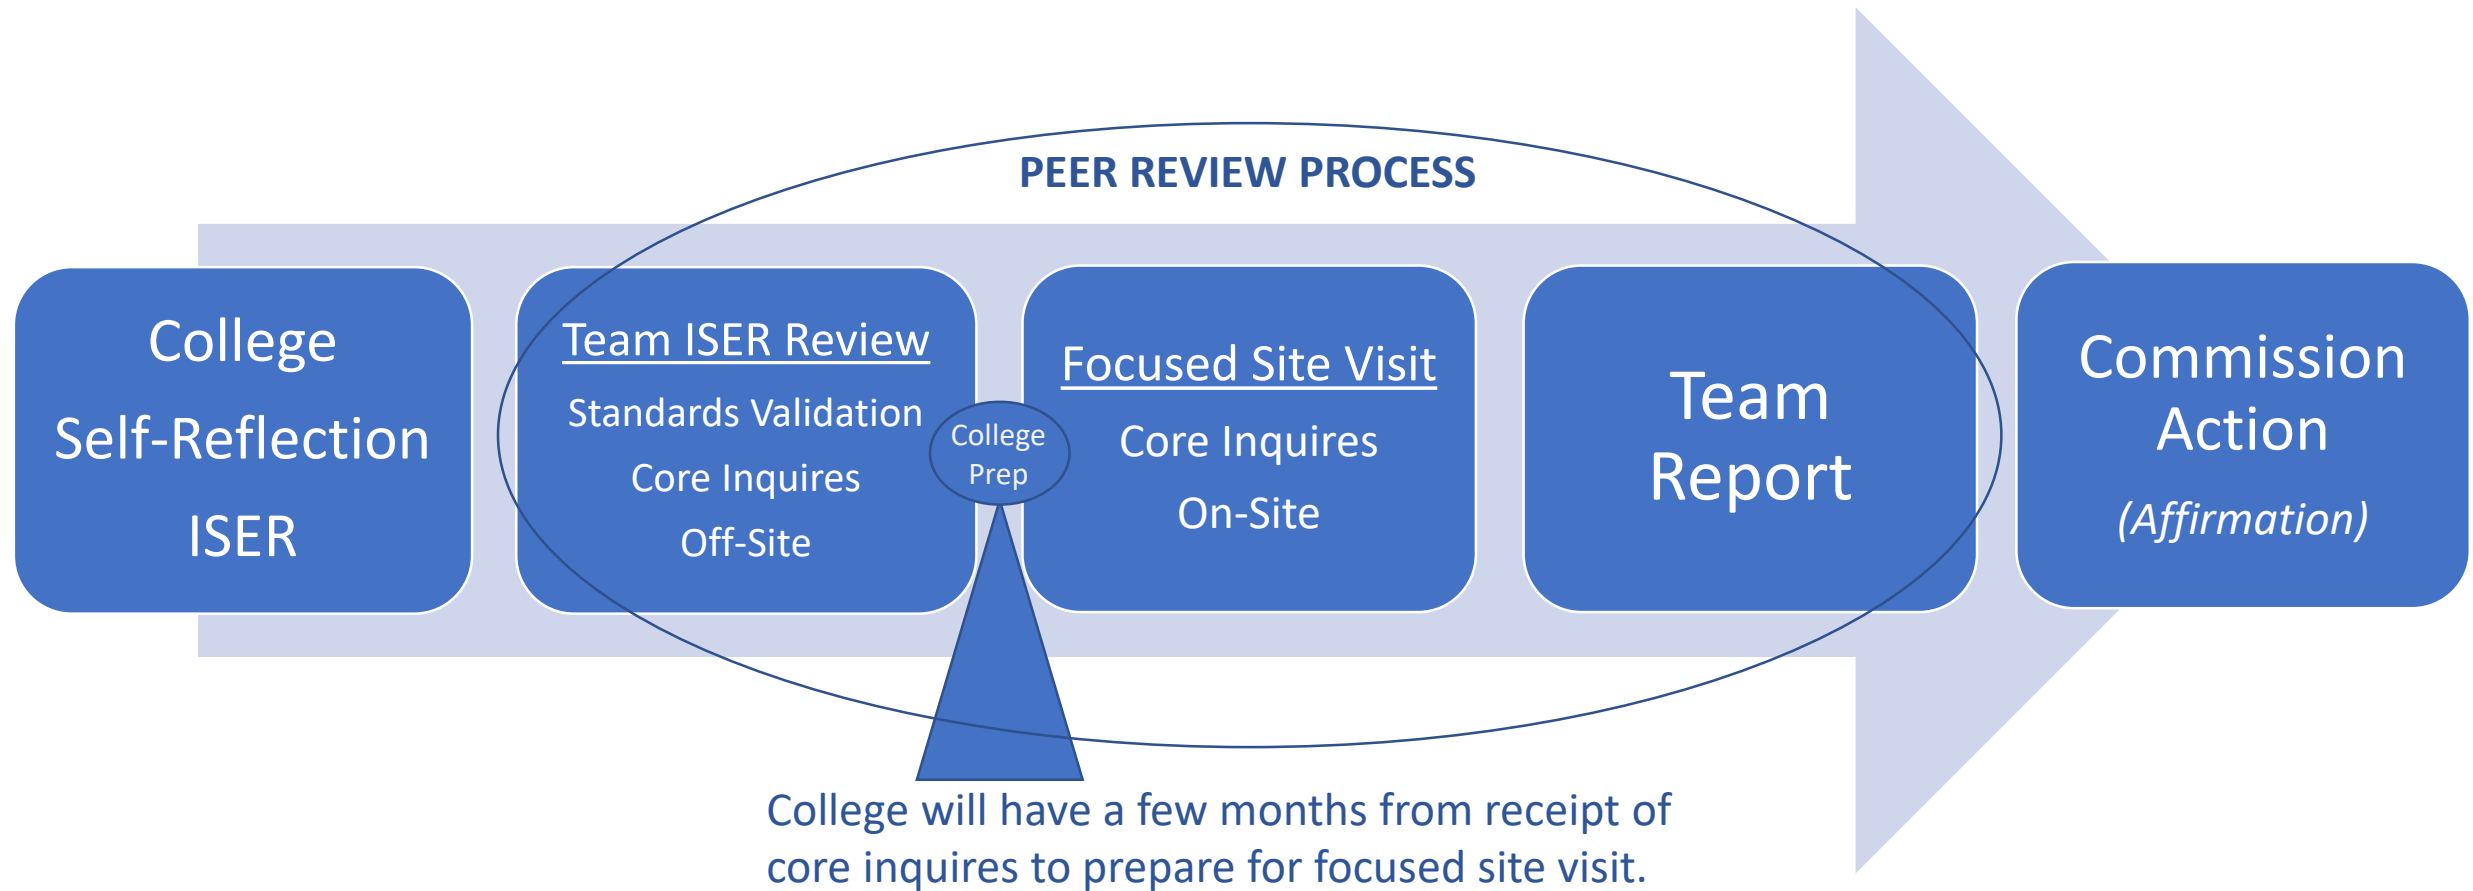 PEER REVIEW PROCESS
College
Self-Reflection
ISER
Team ISER Review
Standards Validation
Core Inquires
Off-Site
College
Prep
Focused Site Visit
Core Inquires
On-Site
Team
Report
Commission
Action
(Affirmation)
College will have a few months from receipt of
core inquires to prepare for focused site visit.